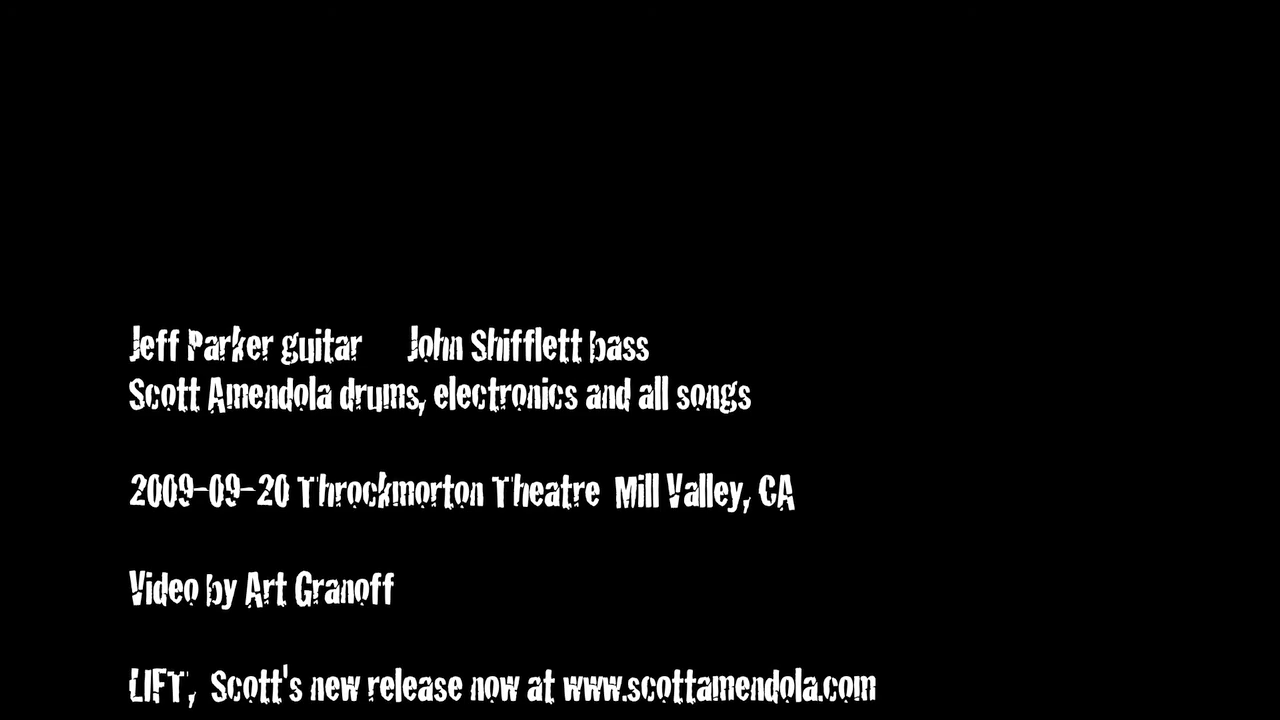 Jeff Parker guitar John Shifflett bass
Scott Amendola drums, electronics and all songs
2009-09-20 Throckmorton Theatre Mill Valley, CA
Video by Art Granoff
LIFT, Scott's new release now at www.scottamendola.com